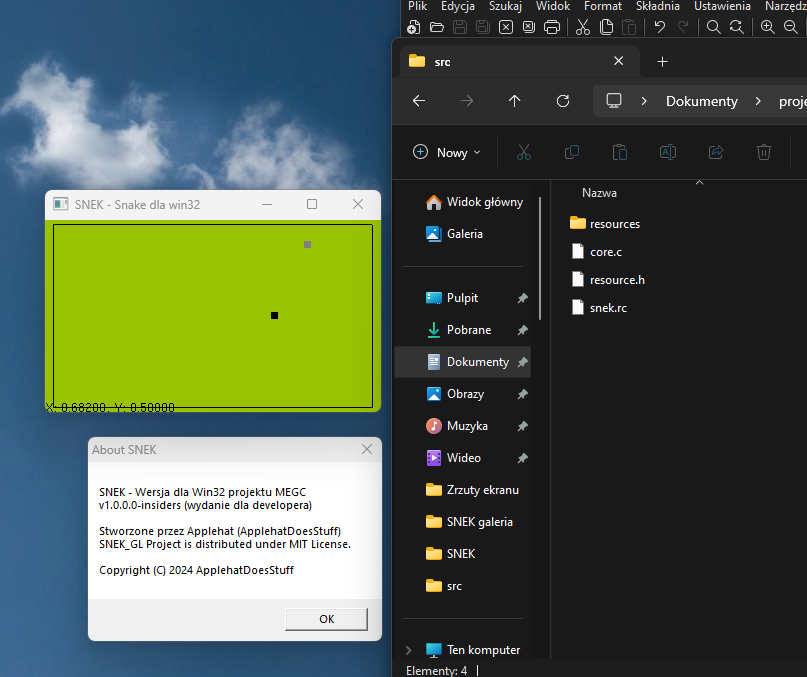 Plik Edycja Szukaj Widok Format Składnia Ustawienia
src
Dokumenty
Nowy
Nazwa
Widok główny
Galeria
Pulpit
Pobrane
Dokumenty
Obrazy
Muzyka
Wideo
Zrzuty ekranu
SNEK galeria
SNEK
src
Ten komputer
Elementy: 4
resources
core.c
resource.h
snek.rc
SNEK - Snake dla win32
X: 0.68200, Y: 0.50000
About SNEK
SNEK - Wersja dla Win32 projektu MEGC
v1.0.0.0-insiders (wydanie dla developera)
Stworzone przez Applehat (ApplehatDoesStuff)
SNEK_GL Project is distributed under MIT License.
Copyright (C) 2024 ApplehatDoesStuff
OK